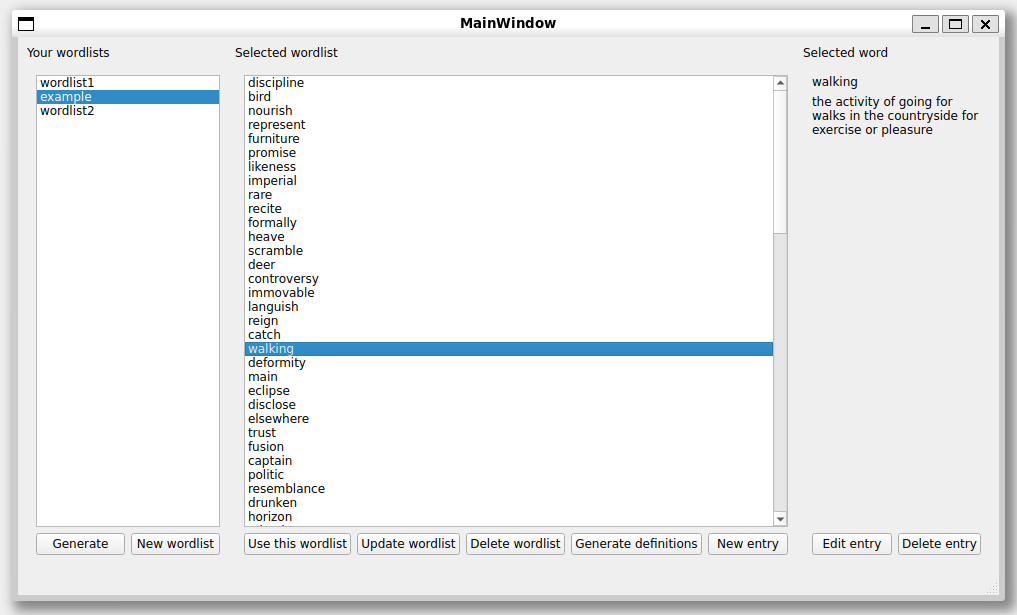 MainWindow
Your wordlists
Selected wordlist
Selected word
wordlist1
example
wordlist2
discipline
bird
nourish
represent
furniture
promise
likeness
imperial
rare
recite
formally
heave
scramble
deer
controversy
immovable
languish
reign
catch
walking
deformity
main
eclipse
disclose
elsewhere
trust
fusion
captain
politic
resemblance
drunken
horizon
walking
the activity of going for
walks in the countryside for
exercise or pleasure
Generate
New wordlist
Use this wordlist
Update wordlist
Delete wordlist
Generate definitions
New entry
Edit entry
Delete entry